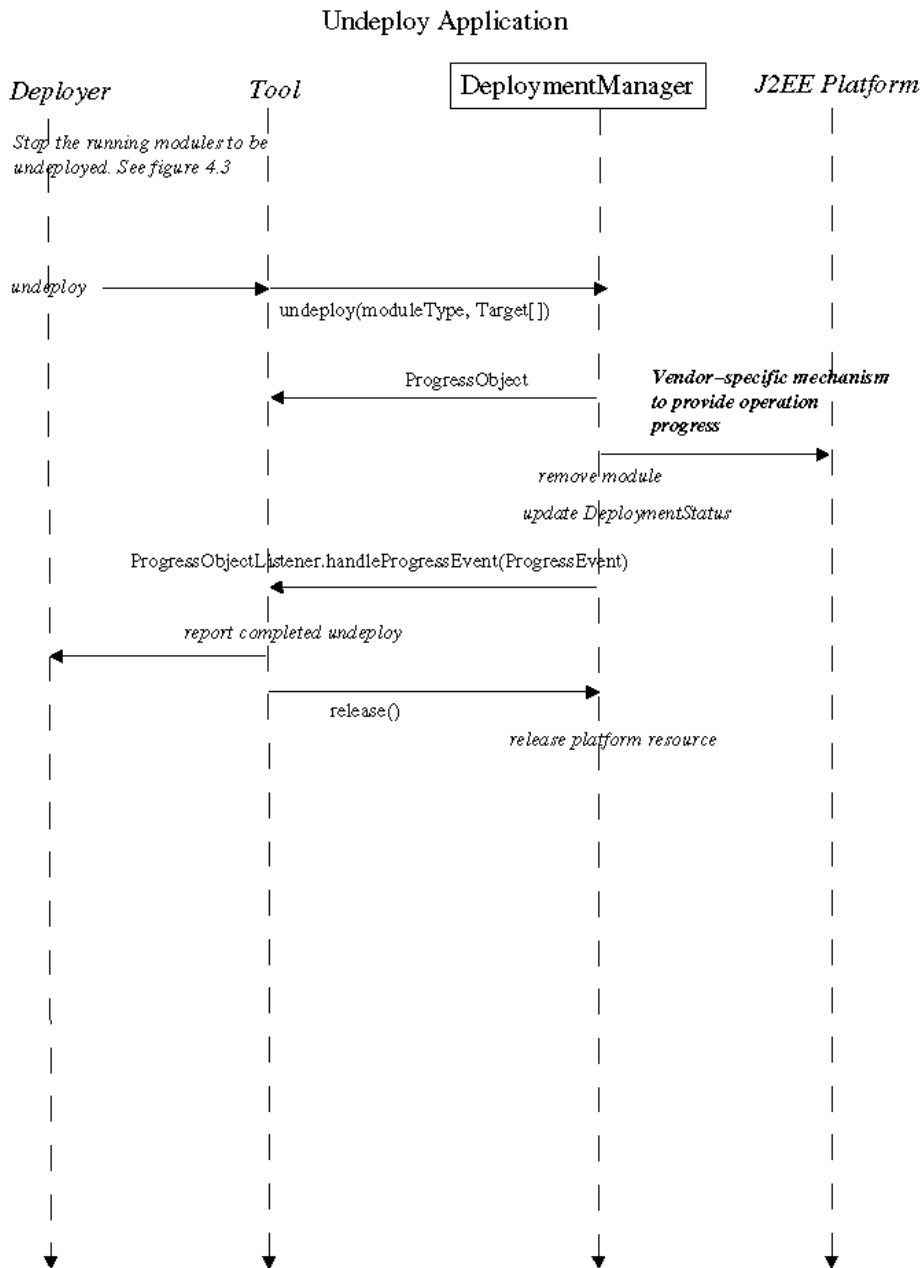 Undeploy Application
Deployer
Tool
DeploymentManager
J2EE Platform
Stop the running modules to be
undeployed. See figure 4.3
undeploy
undeploy(moduleType, Target[])
ProgressObject
Vendor–specific mechanism
to provide operation
progress
remove module
update DeploymentStatus
ProgressObjectListener.handleProgressEvent(ProgressEvent)
report completed undeploy
release()
release platform resource